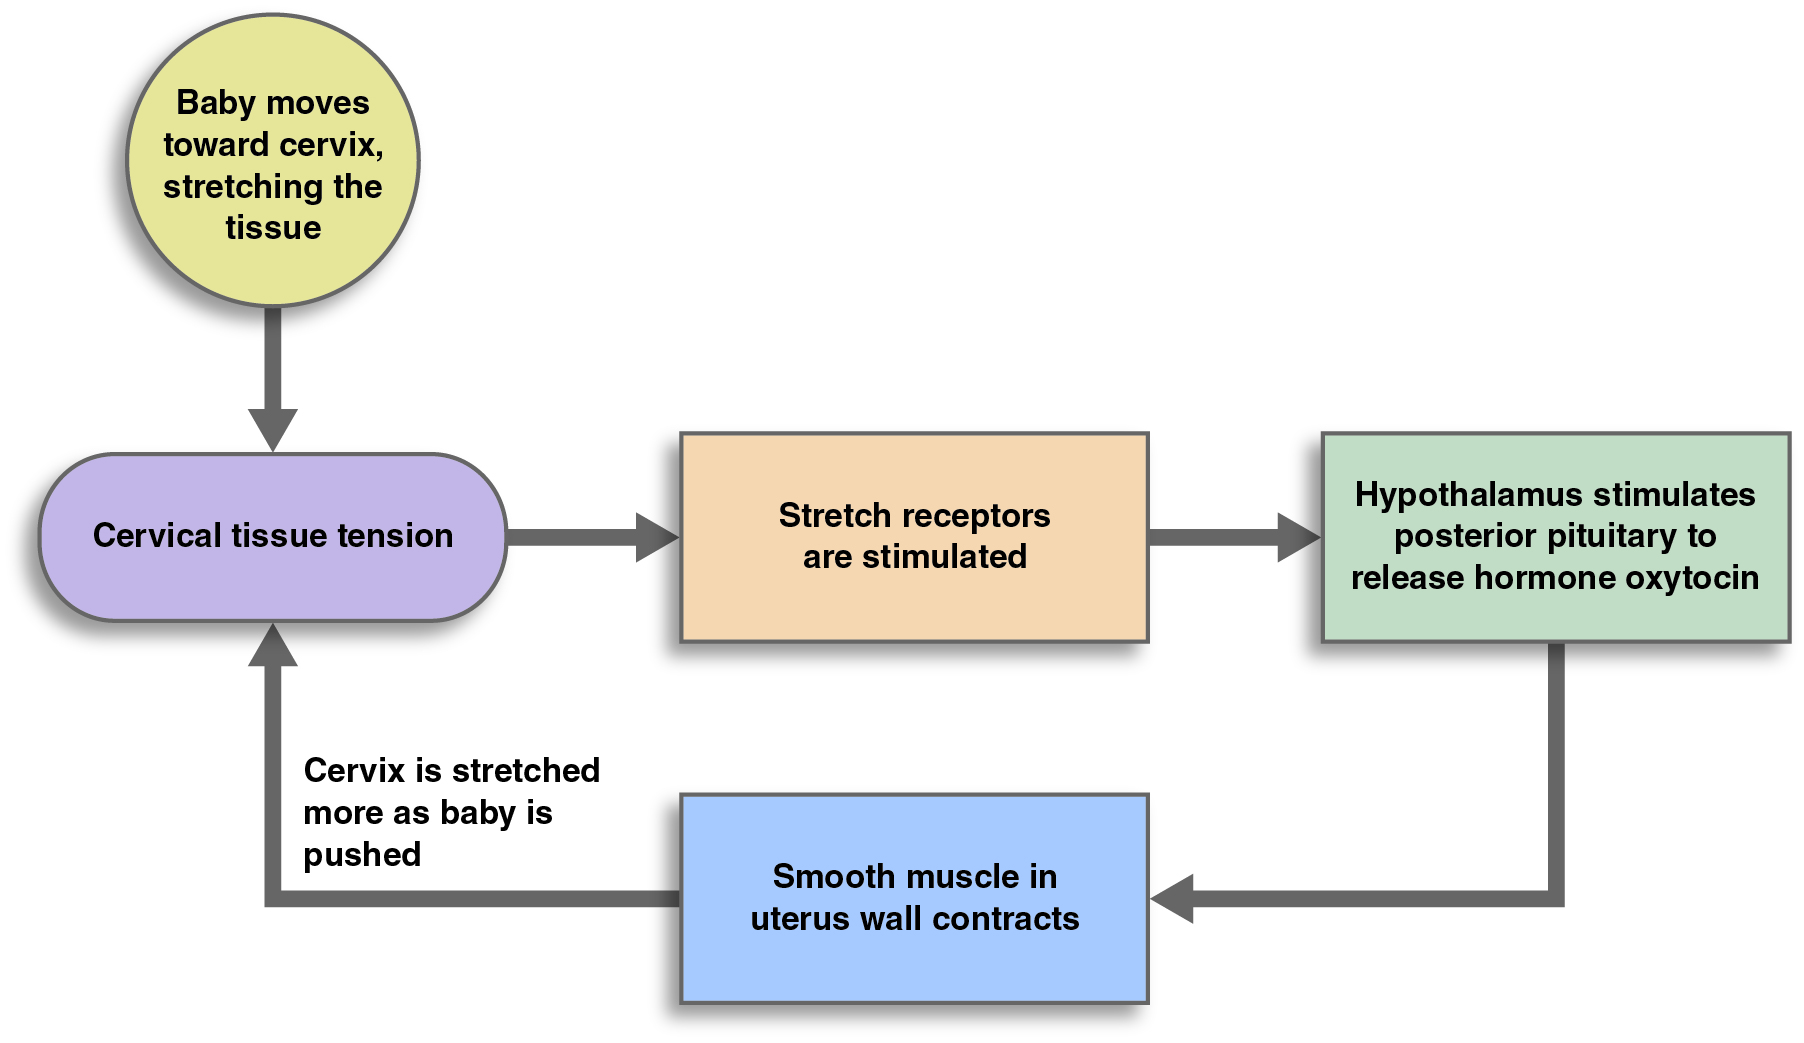 Baby moves
toward cervix,
stretching the
tissue
Cervical tissue tension
Stretch receptors
are stimulated
Hypothalamus stimulates
posterior pituitary to
release hormone oxytocin
Smooth muscle in
uterus wall contracts
Cervix is stretched
more as baby is
pushed